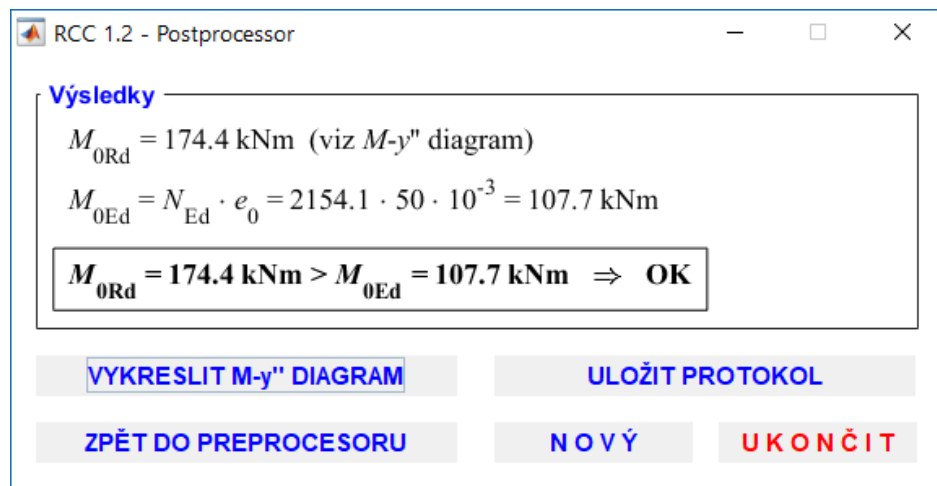 RCC 1.2 - Postprocessor
Výsledky
M0Rd = 174.4 kNm (viz M-y'' diagram)
M0Ed = NEd · e0 = 2154.1 · 50 · 10-3 = 107.7 kNm
M0Rd = 174.4 kNm > M0Ed = 107.7 kNm ⇒ OK
VYKRESLIT M-y'' DIAGRAM
ULOŽIT PROTOKOL
ZPĚT DO PREPROCESORU
N O V Ý
U K O N Č I T